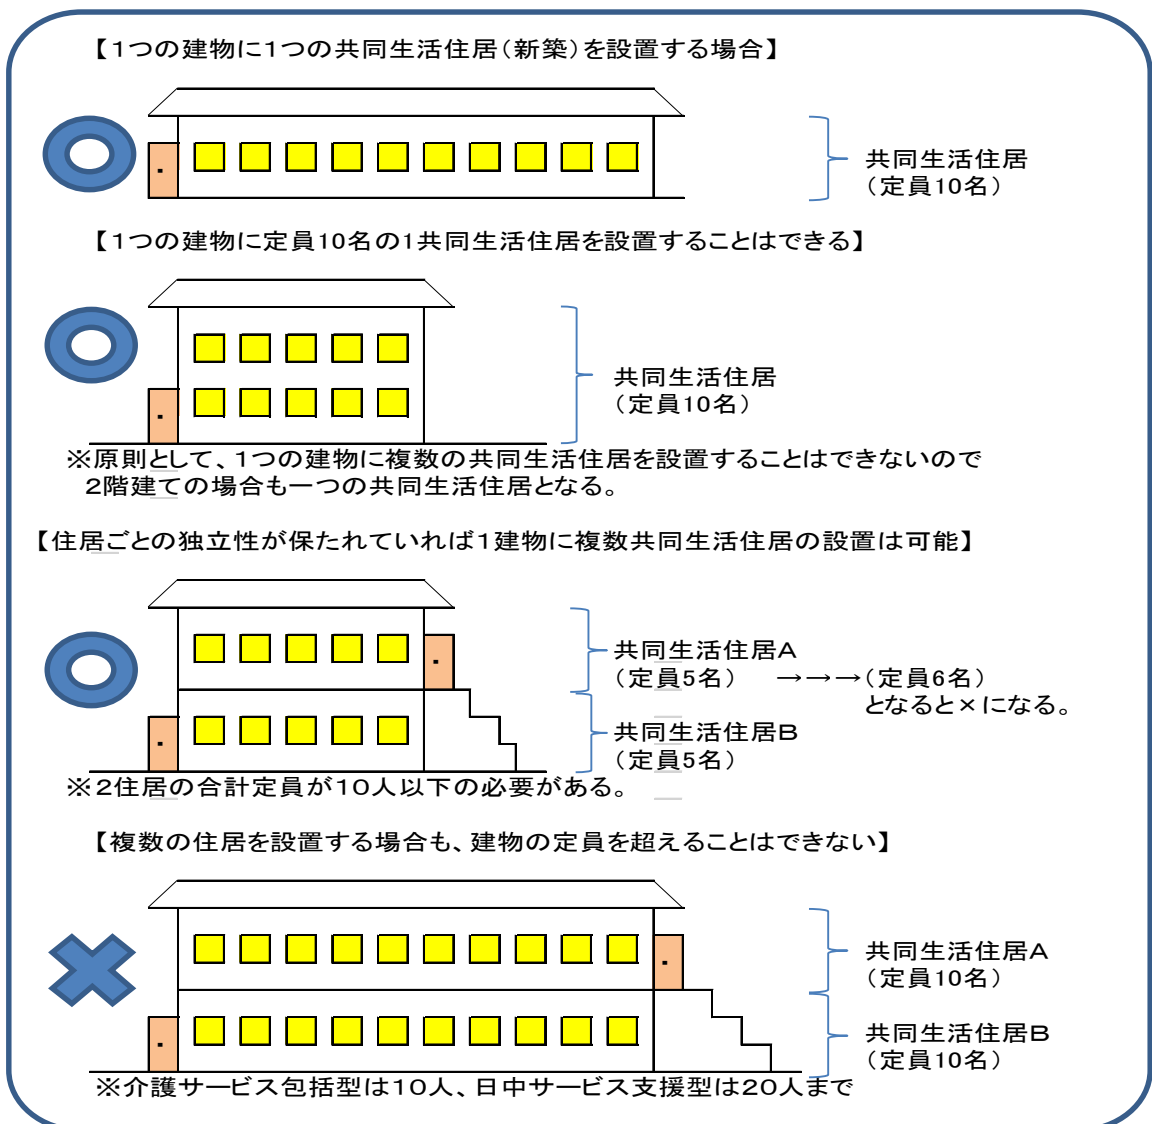 【１つの建物に１つの共同生活住居（新築）を設置する場合】
共同生活住居
（定員10名）
【１つの建物に定員10名の1共同生活住居を設置することはできる】
共同生活住居
（定員10名）
※原則として、１つの建物に複数の共同生活住居を設置することはできないので
２階建ての場合も一つの共同生活住居となる。
【住居ごとの独立性が保たれていれば１建物に複数共同生活住居の設置は可能】
共同生活住居Ａ
（定員5名）　→→→（定員6名）
となると×になる。
共同生活住居Ｂ
（定員5名）
※２住居の合計定員が１０人以下の必要がある。
【複数の住居を設置する場合も、建物の定員を超えることはできない】
共同生活住居Ａ
（定員10名）
共同生活住居Ｂ
（定員10名）
※介護サービス包括型は１０人、日中サービス支援型は２０人まで